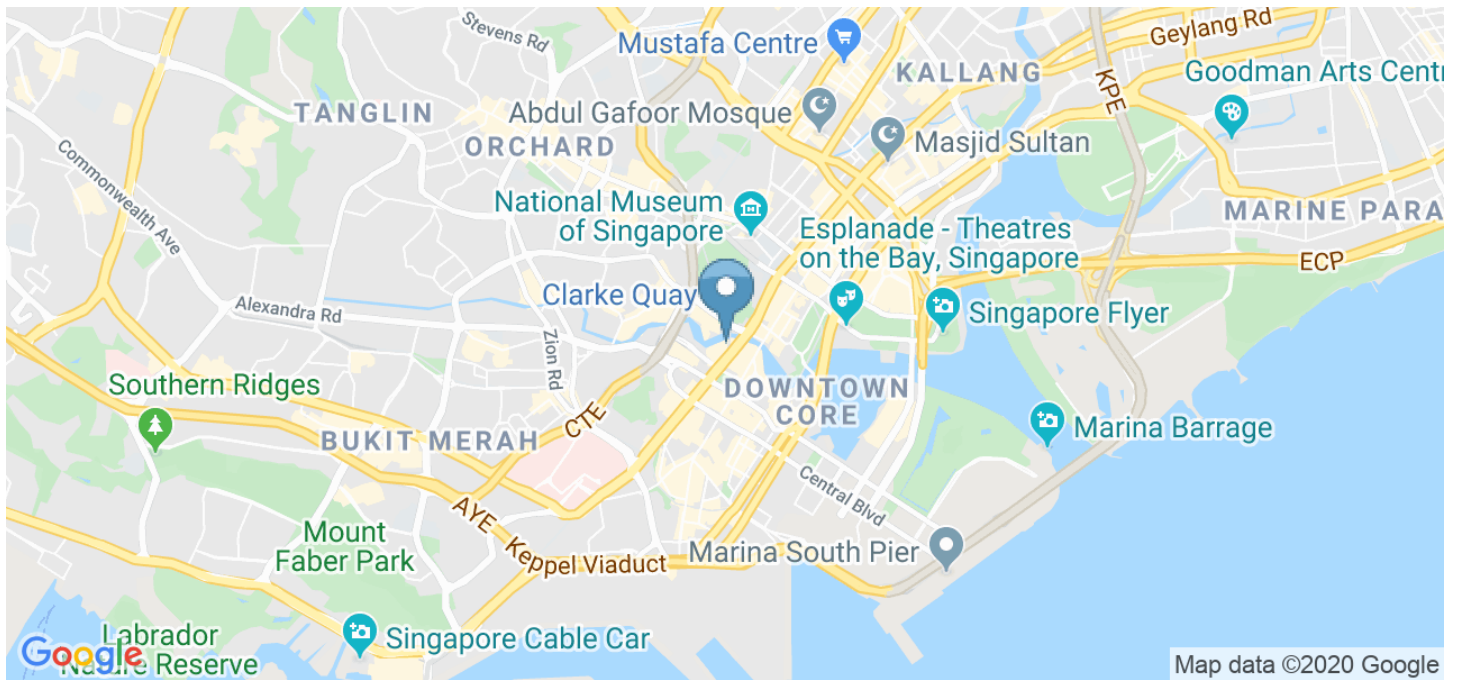 Stevens Rd
Mustafa Centre
Geylang Rd
KALLANG
KPE
Goodman Arts Cent
TANGLIN
Abdul Gafoor Mosque
ORCHARD
Masjid Sultan
Commonwealth Ave
National Museum
of Singapore
MARINE PARA
Esplanade - Theatres
on the Bay, Singapore
ECP
Clarke Quay
Alexandra Rd
Singapore Flyer
Zion Rd
Southern Ridges
DOWNTOWN
CORE
CTE
BUKIT MERAH
Marina Barrage
Central Blvd
AYE
Mount
Faber Park
Keppel Viaduct
Marina South Pier
Singapore Cable Car
Labrador
Nature Reserve
Google
Map data ©2020 Google